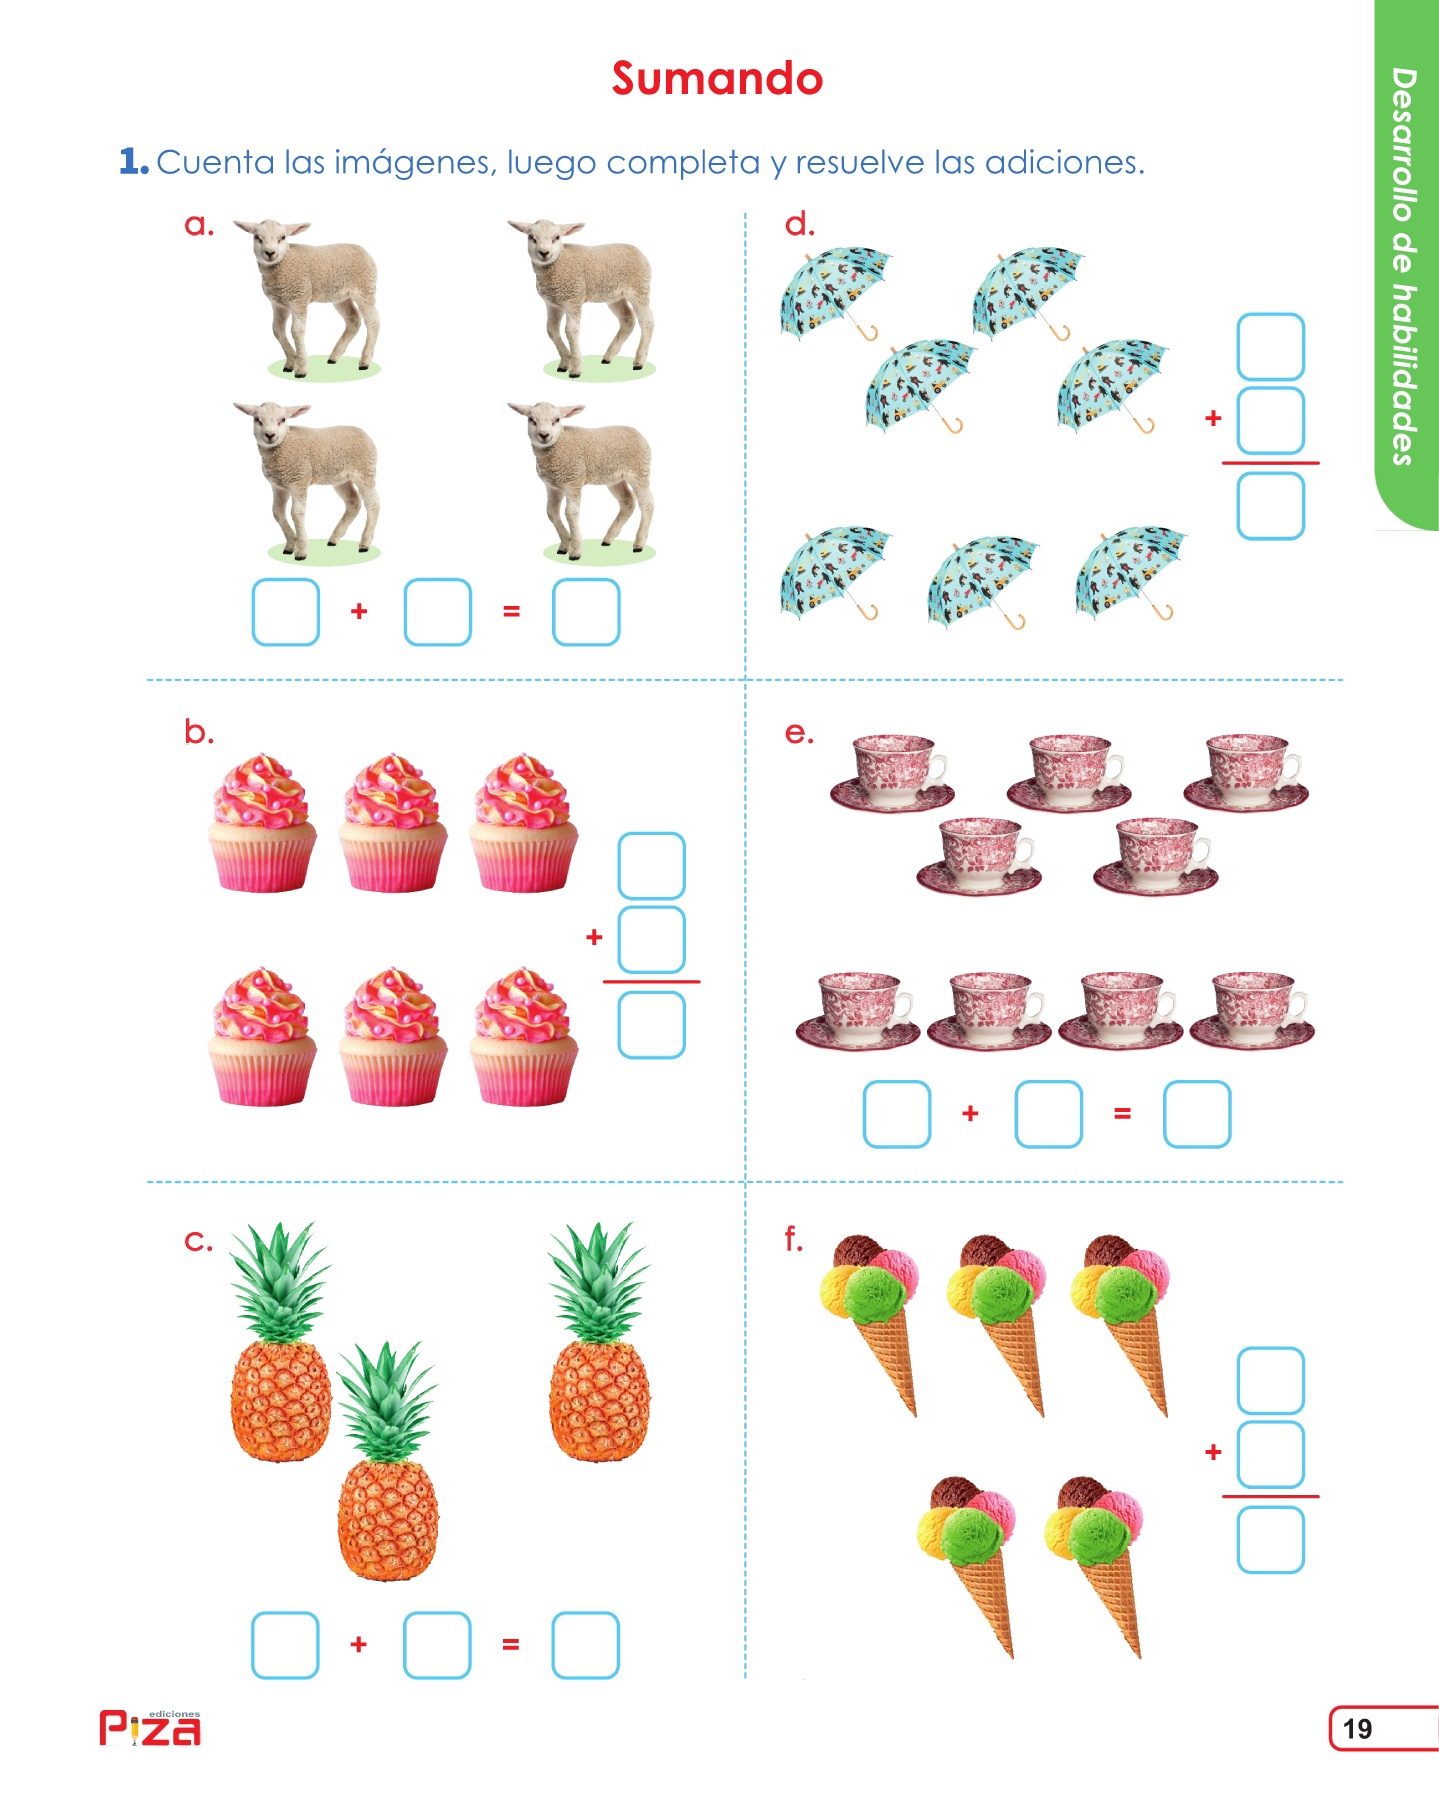 Sumando
Desarrollo de habilidades
1. Cuenta las imágenes, luego completa y resuelve las adiciones.
a.
+ =
d.
+
b.
+
e.
+ =
c.
+ =
f.
+
ediciones
Piza
19